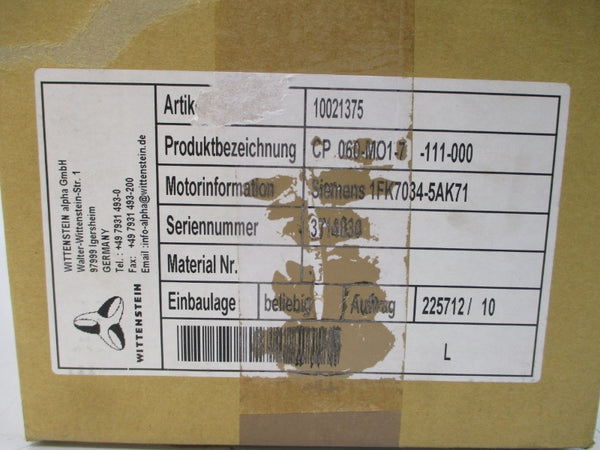 WITTENSTEIN alpha GmbH
Walter-Wittenstein-Str. 1
97999 Igersheim
GERMANY
Tel. : +49 7931 493-0
Fax: +49 7931 493-200
Email :info-alpha@wittenstein.de
WITTENSTEIN
Artik 10021375
Produktbezeichnung CP 060-MO1-7 -111-000
Motorinformation Siemens 1FK7034-5AK71
Seriennummer
Material Nr.
Einbaulage beliebig Auftrag 225712 / 10
L